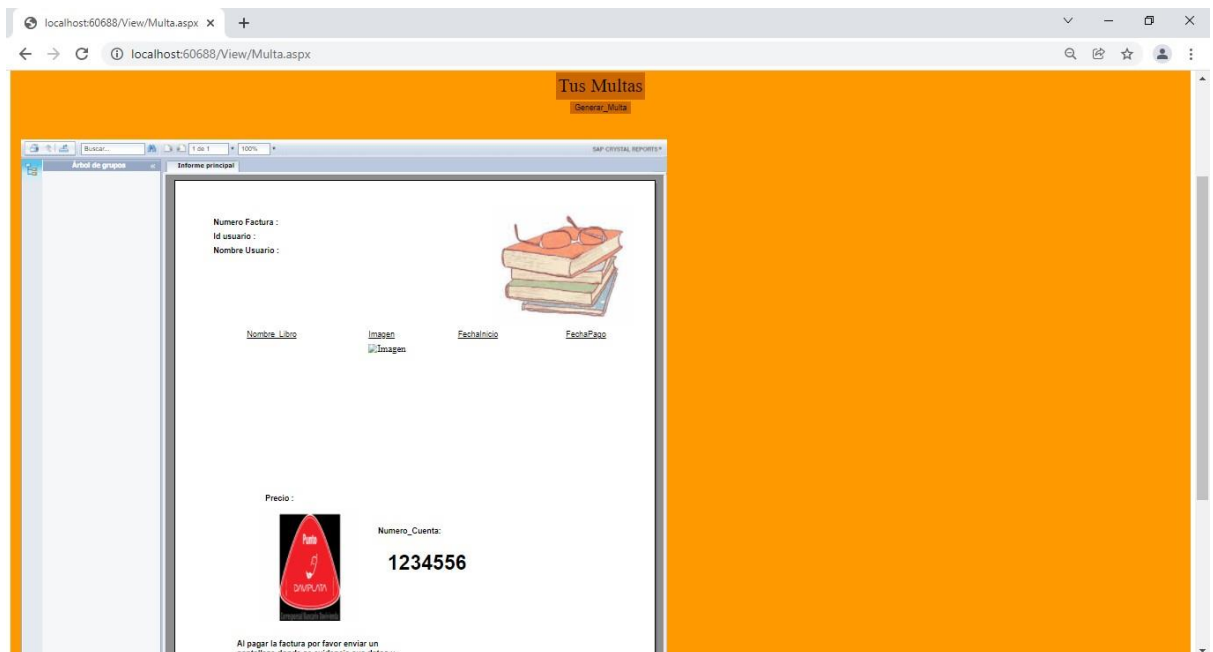 localhost:60688/View/Multa.aspx
localhost:60688/View/Multa.aspx
Tus Multas
Generar_Multa
Buscar...
1 de 1
100%
SAP CRYSTAL REPORTS®
Árbol de grupos
Informe principal
Numero Factura :
Id usuario :
Nombre Usuario :
Nombre_Libro Imagen FechaInicio FechaPago
Imagen
Precio :
Numero_Cuenta:
1234556
Punto
DAVIPLATA
Al pagar la factura por favor enviar un